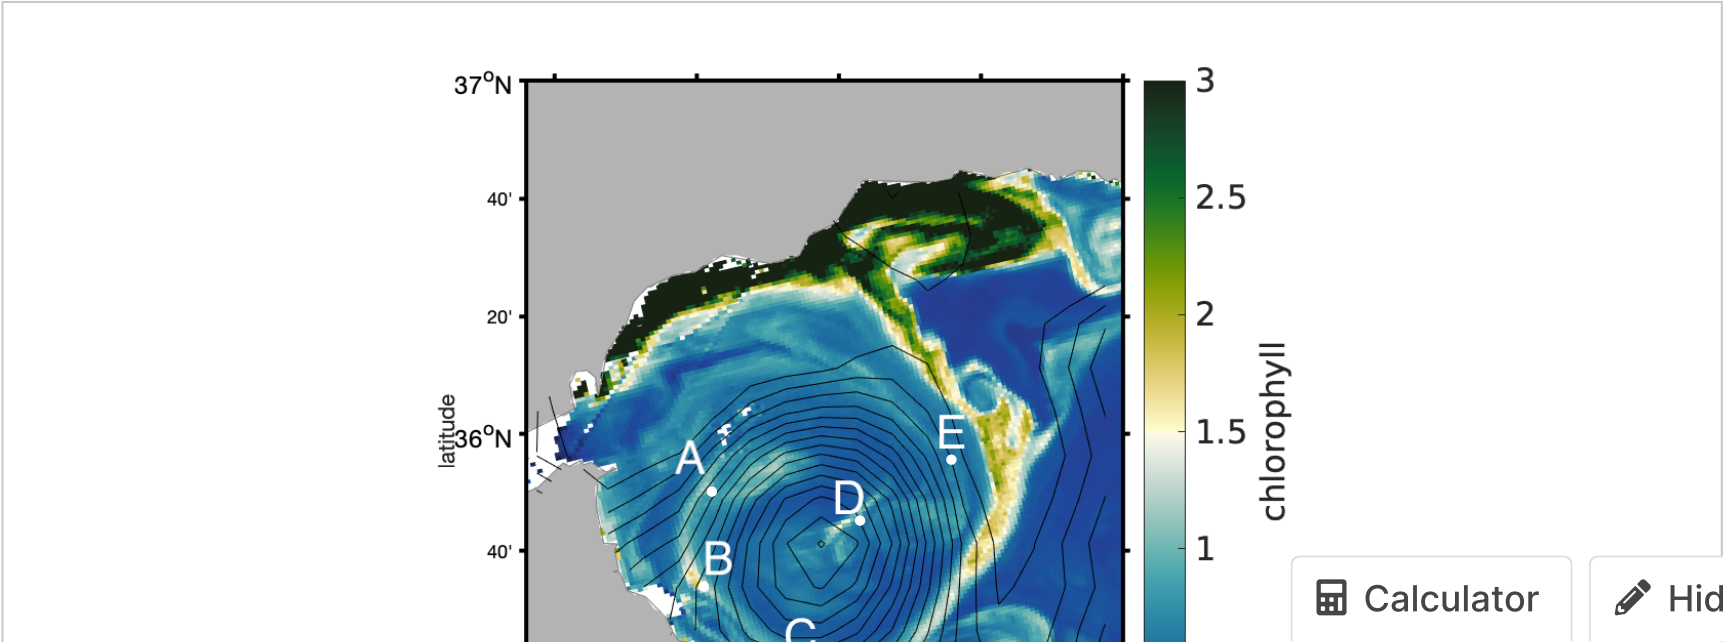 37°N
40'
20'
36°N
40'
latitude
A
B
C
D
E
3
2.5
2
1.5
1
chlorophyll
Calculator
Hid